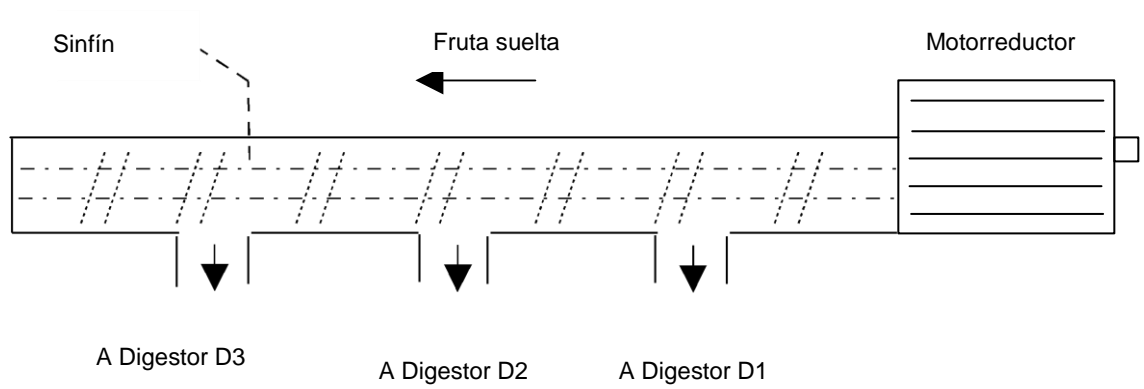 Sinfín
Fruta suelta
Motorreductor
A Digestor D3
A Digestor D2
A Digestor D1